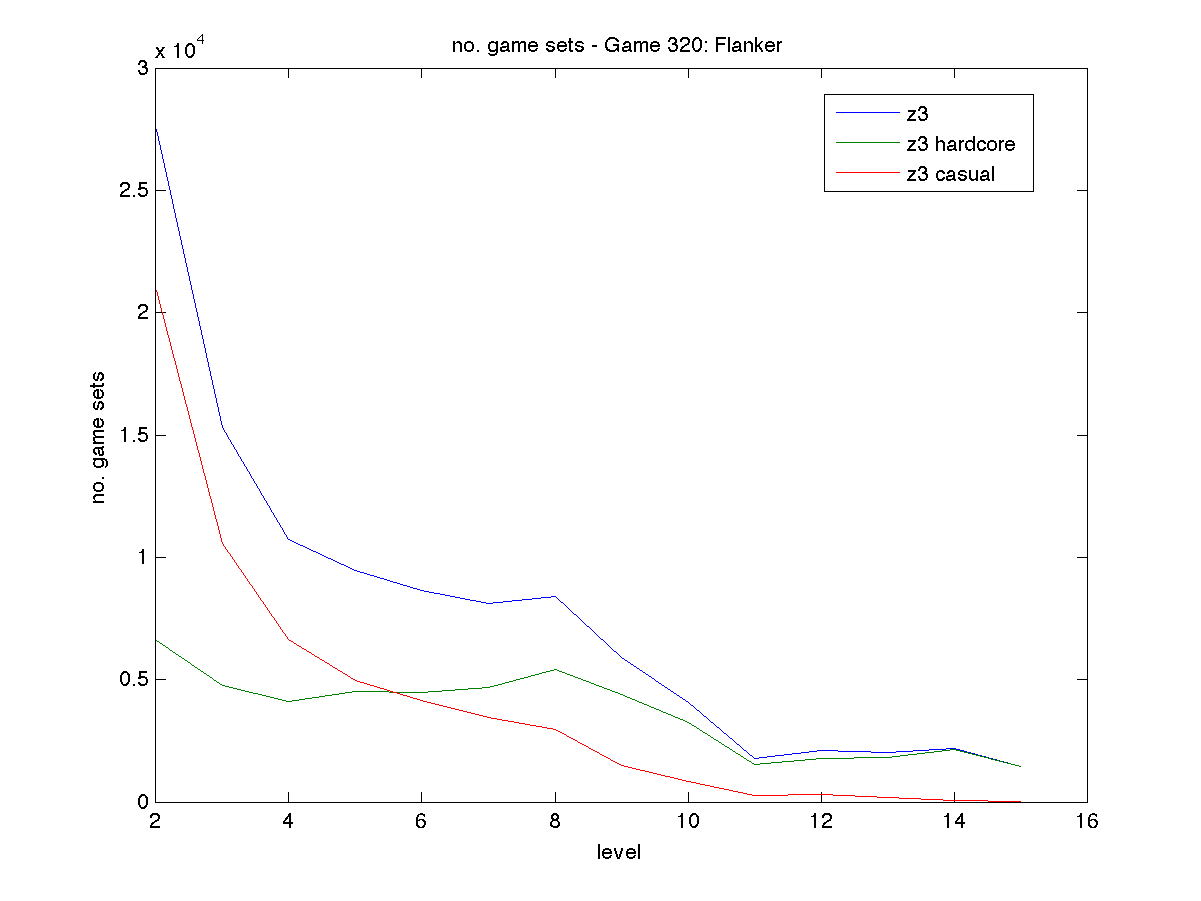 no. game sets - Game 320: Flanker
x 10^4
3
2.5
2
1.5
1
0.5
0
2 4 6 8 10 12 14 16
level
no. game sets
z3
z3 hardcore
z3 casual